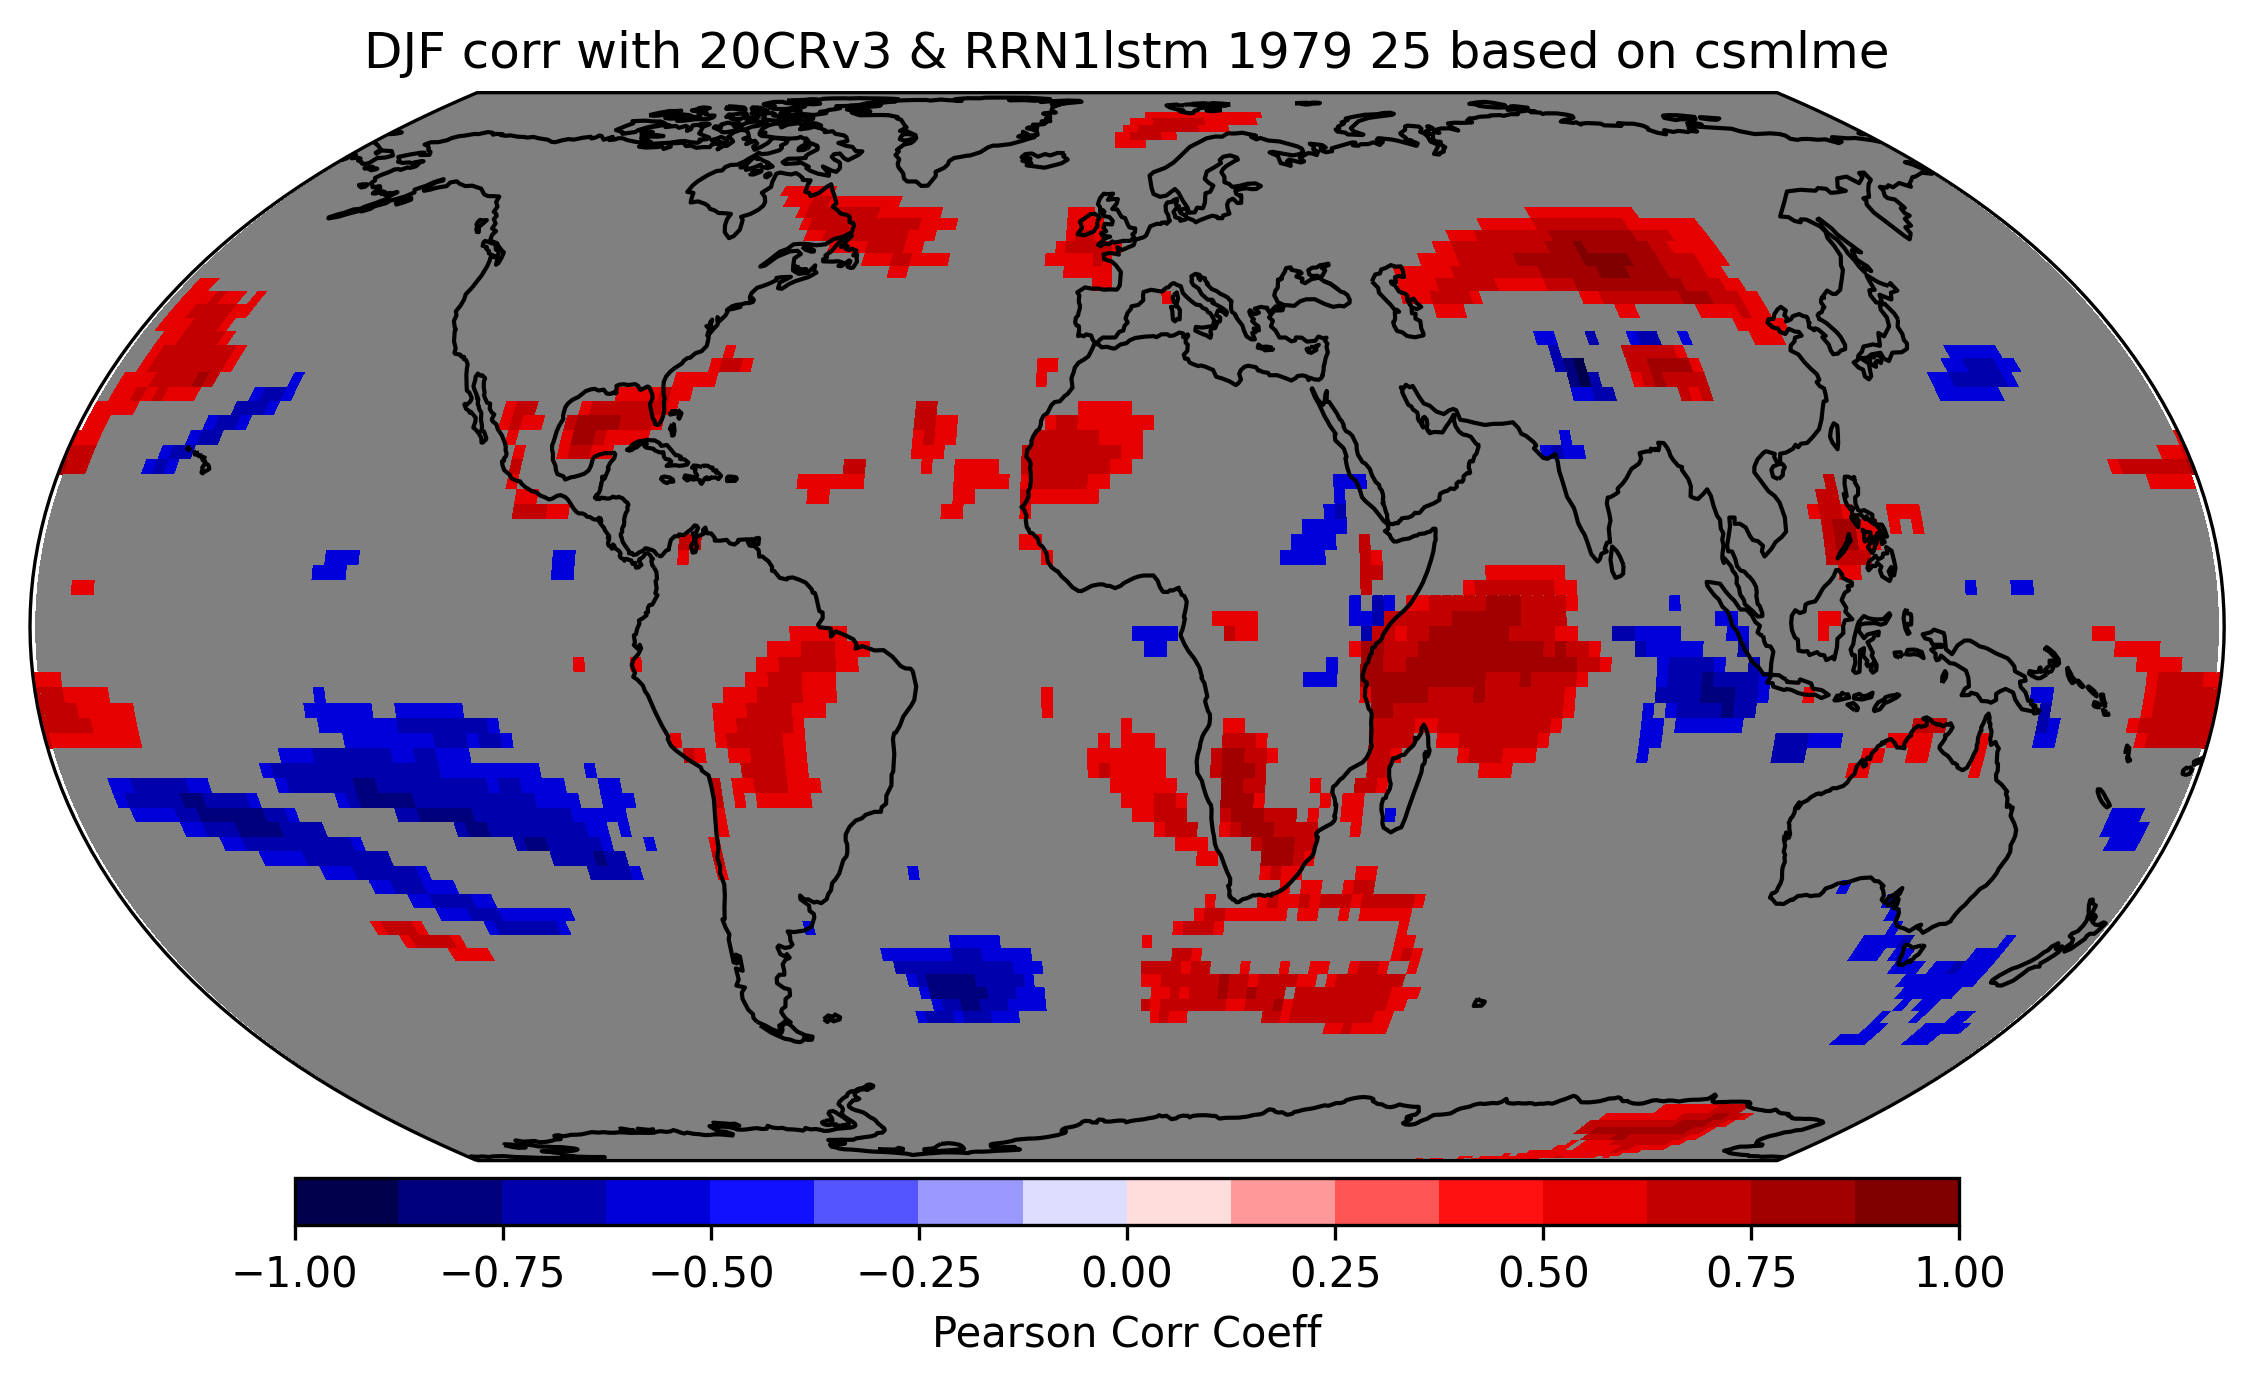 DJF corr with 20CRv3 & RRN1lstm 1979 25 based on csmlme
−1.00 −0.75 −0.50 −0.25 0.00 0.25 0.50 0.75 1.00
Pearson Corr Coeff